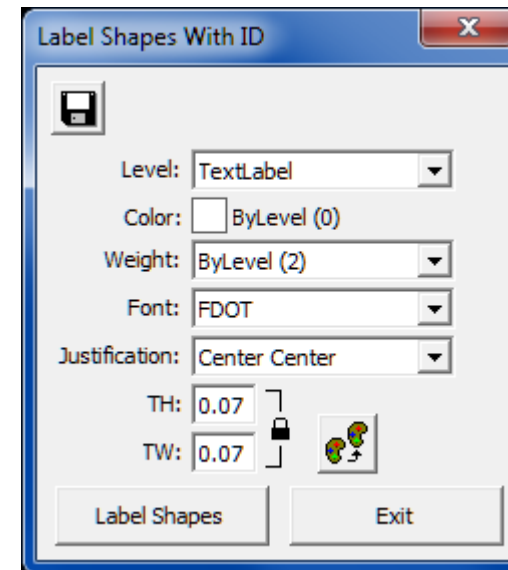 Label Shapes With ID
Level: TextLabel
Color: ByLevel (0)
Weight: ByLevel (2)
Font: FDOT
Justification: Center Center
TH: 0.07
TW: 0.07
Label Shapes Exit